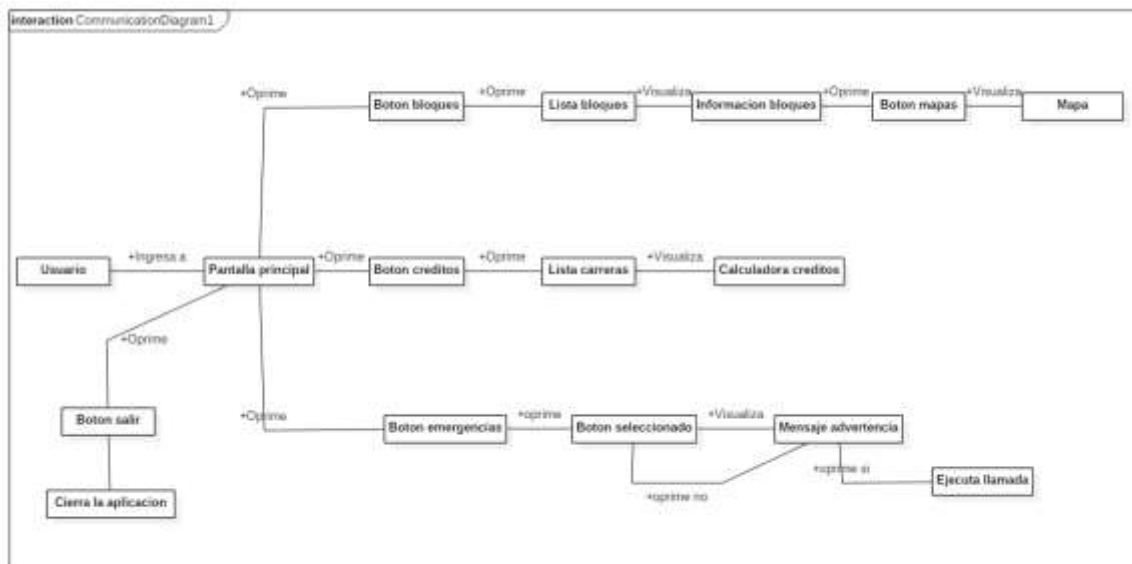 interaction CommunicationDiagram1
+Oprime
Boton bloques
+Oprime
Lista bloques
+Visualiza
Informacion bloques
+Oprime
Boton mapas
+Visualiza
Mapa
Usuario
+Ingresa a
Pantalla principal
+Oprime
Boton creditos
+Oprime
Lista carreras
+Visualiza
Calculadora creditos
+Oprime
Boton salir
Cierra la aplicacion
+Oprime
Boton emergencias
+oprime
Boton seleccionado
+Visualiza
Mensaje advertencia
+oprime no
+oprime si
Ejecuta llamada